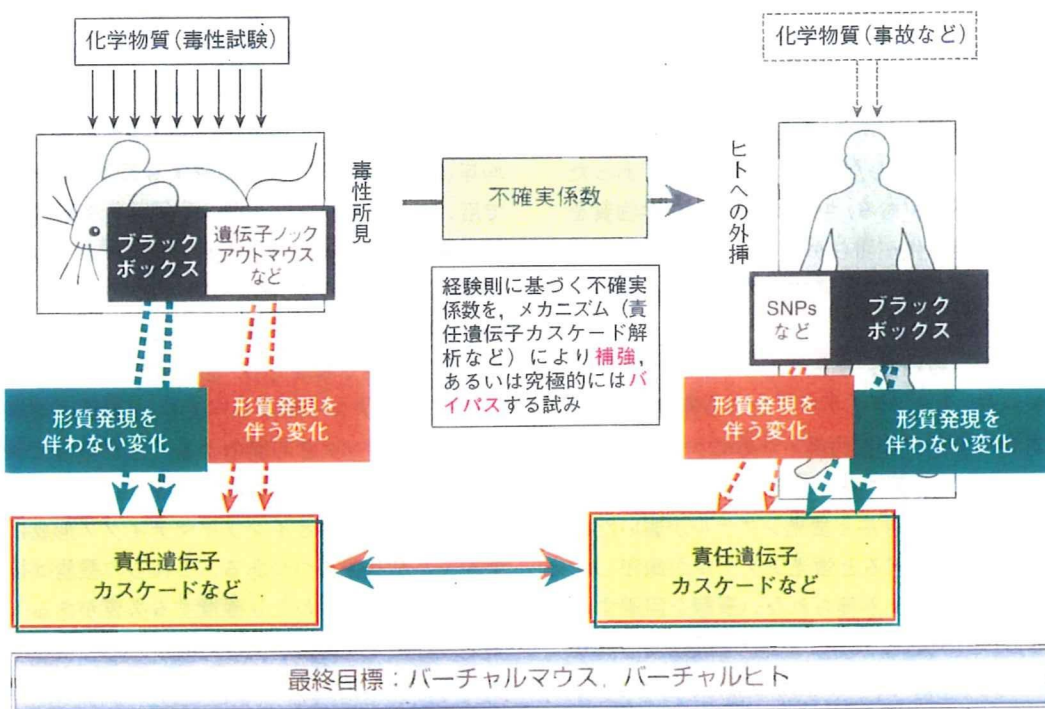 化学物質(毒性試験)
化学物質(事故など)
毒性所見
不確実係数
ヒトへの外挿
ブラック
ボックス
遺伝子ノック
アウトマウス
など
経験則に基づく不確実
係数を，メカニズム（責
任遺伝子カスケード解
析など）により補強，
あるいは究極的にはバ
イパスする試み
SNPs
など
ブラック
ボックス
形質発現を
伴わない変化
形質発現を
伴う変化
形質発現を
伴う変化
形質発現を
伴わない変化
責任遺伝子
カスケードなど
責任遺伝子
カスケードなど
最終目標：バーチャルマウス，バーチャルヒト